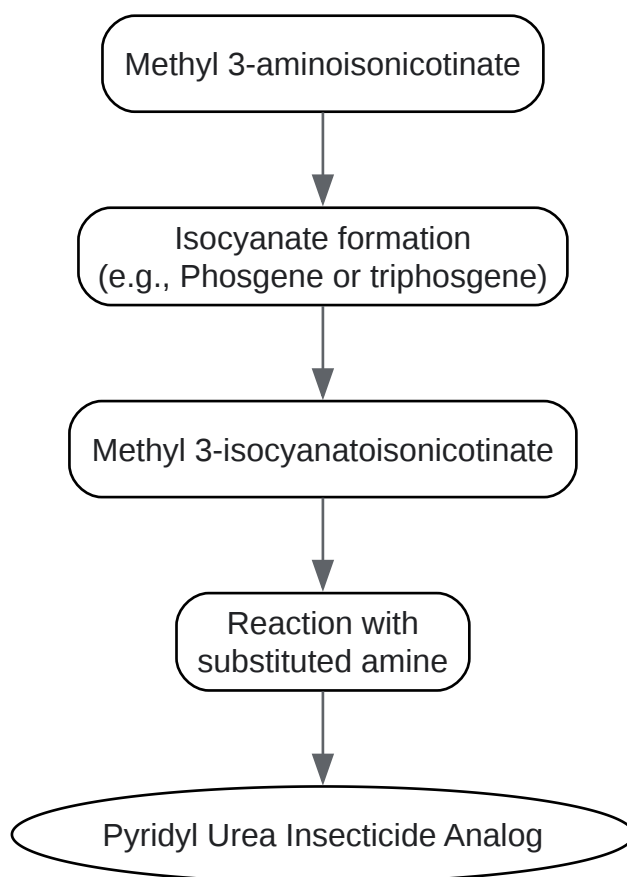 Methyl 3-aminoisonicotinate
Isocyanate formation
(e.g., Phosgene or triphosgene)
Methyl 3-isocyanatoisonicotinate
Reaction with
substituted amine
Pyridyl Urea Insecticide Analog